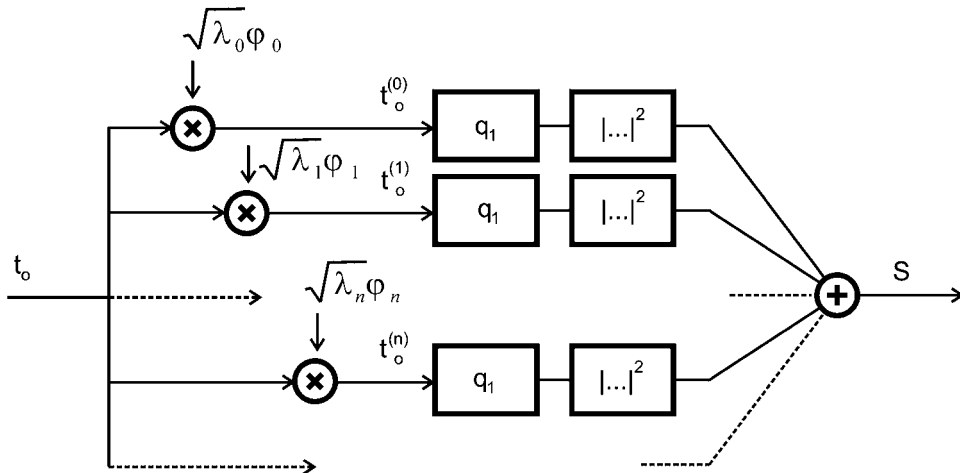 √λ₀φ₀
t₀⁽⁰⁾ q₁ |...|²
√λ₁φ₁ t₀⁽¹⁾ q₁ |...|²
t₀ S
√λₙφₙ
t₀⁽ⁿ⁾ q₁ |...|²